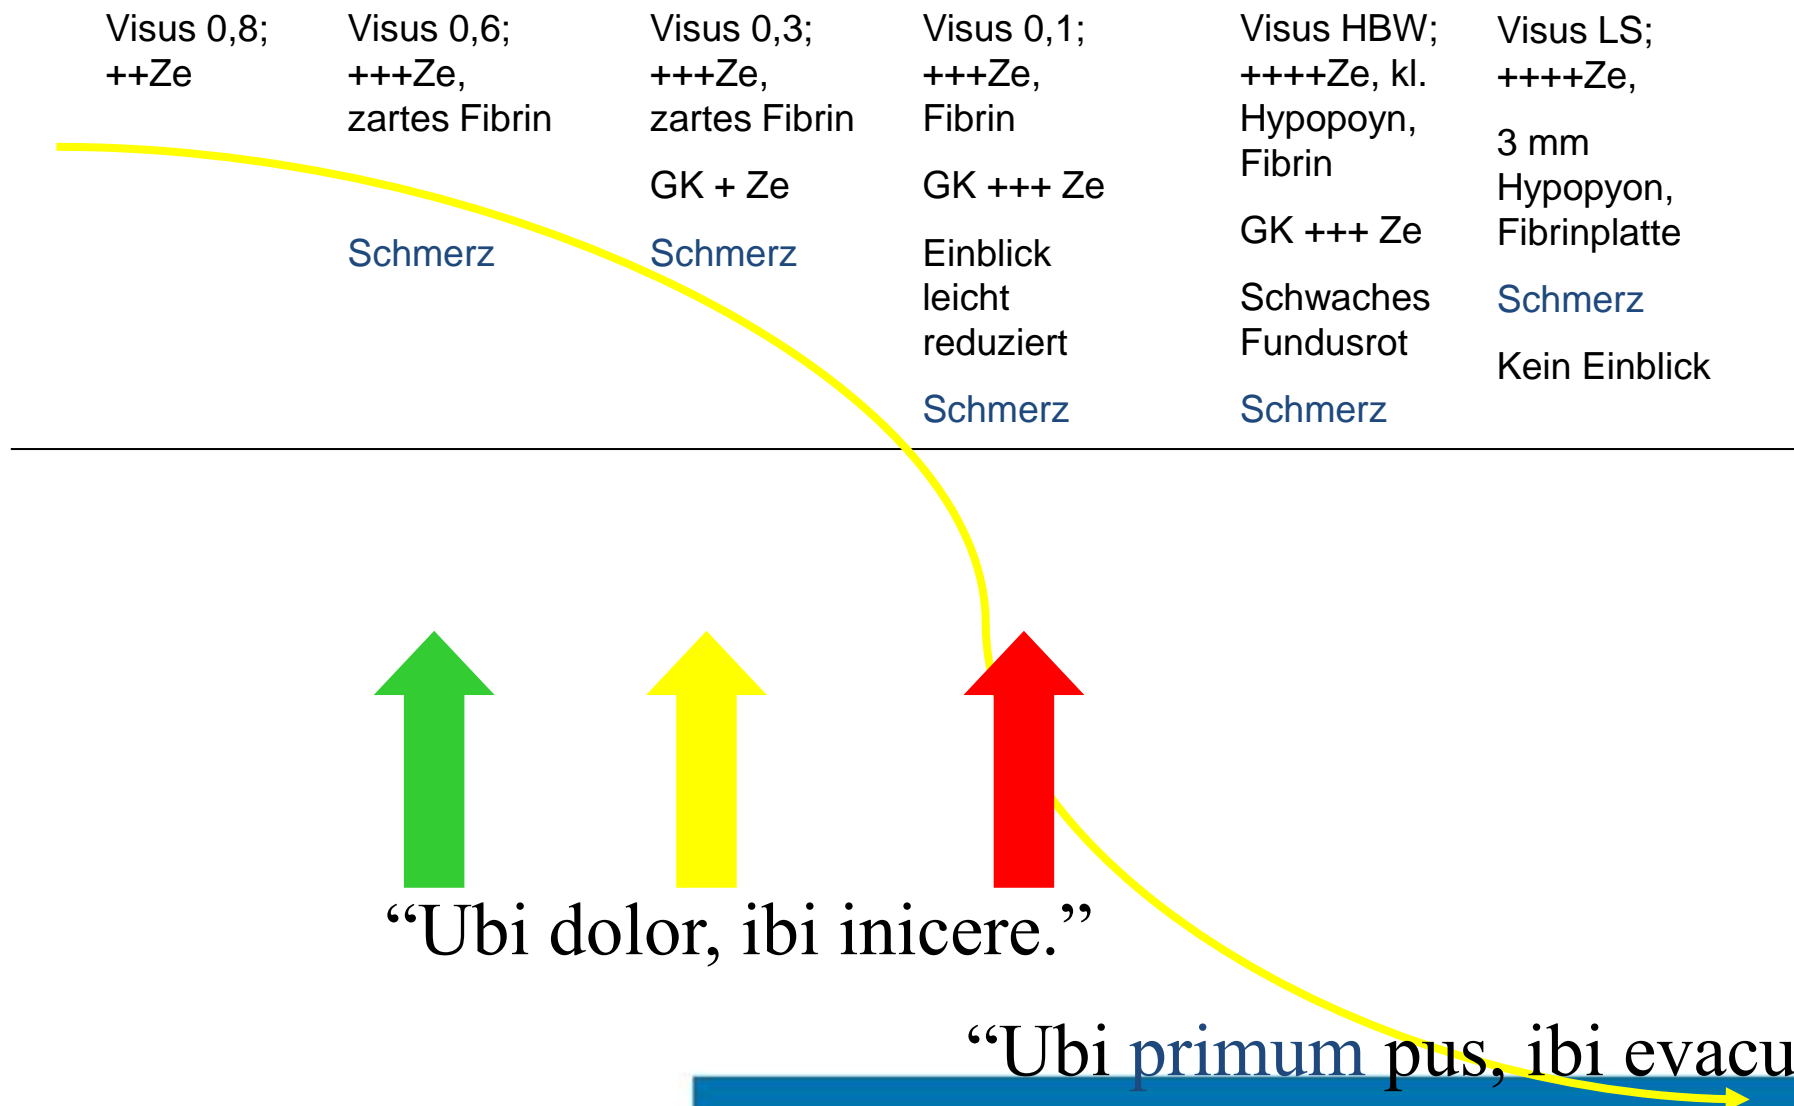 Visus 0,8;
++Ze
Visus 0,6;
+++Ze,
zartes Fibrin
Schmerz
Visus 0,3;
+++Ze,
zartes Fibrin
GK + Ze
Schmerz
Visus 0,1;
+++Ze,
Fibrin
GK +++ Ze
Einblick
leicht
reduziert
Schmerz
Visus HBW;
++++Ze, kl.
Hypopoyn,
Fibrin
GK +++ Ze
Schwaches
Fundusrot
Schmerz
Visus LS;
++++Ze,
3 mm
Hypopyon,
Fibrinplatte
Schmerz
Kein Einblick
“Ubi dolor, ibi inicere.”
“Ubi primum pus, ibi evacu